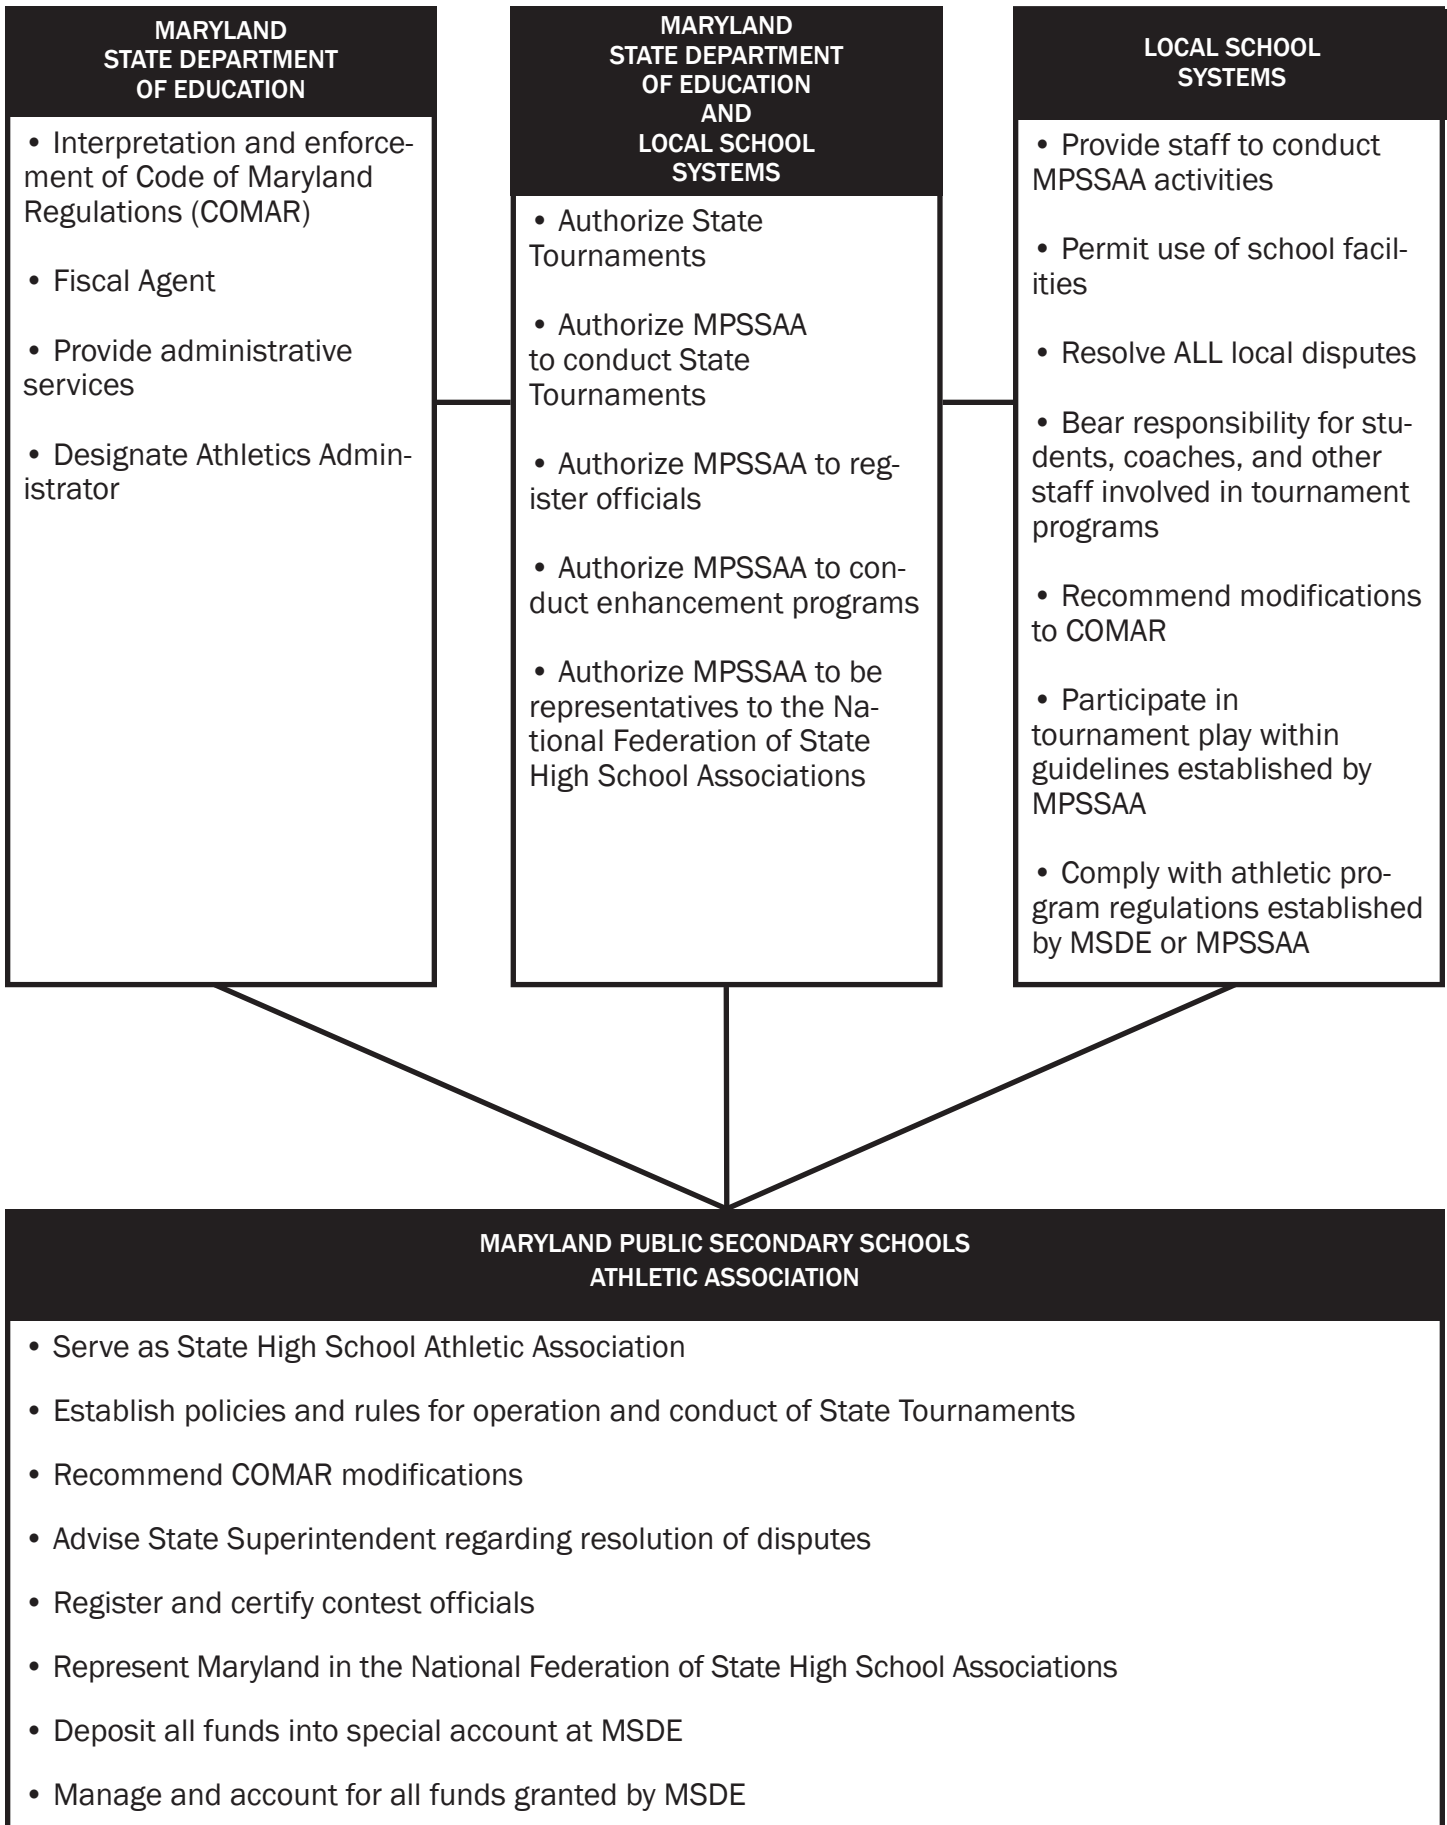 MARYLAND
STATE DEPARTMENT
OF EDUCATION
• Interpretation and enforce-
ment of Code of Maryland
Regulations (COMAR)
• Fiscal Agent
• Provide administrative
services
• Designate Athletics Admin-
istrator
MARYLAND
STATE DEPARTMENT
OF EDUCATION
AND
LOCAL SCHOOL
SYSTEMS
• Authorize State
Tournaments
• Authorize MPSSAA
to conduct State
Tournaments
• Authorize MPSSAA to reg-
ister officials
• Authorize MPSSAA to con-
duct enhancement programs
• Authorize MPSSAA to be
representatives to the Na-
tional Federation of State
High School Associations
LOCAL SCHOOL
SYSTEMS
• Provide staff to conduct
MPSSAA activities
• Permit use of school facil-
ities
• Resolve ALL local disputes
• Bear responsibility for stu-
dents, coaches, and other
staff involved in tournament
programs
• Recommend modifications
to COMAR
• Participate in
tournament play within
guidelines established by
MPSSAA
• Comply with athletic pro-
gram regulations established
by MSDE or MPSSAA
MARYLAND PUBLIC SECONDARY SCHOOLS
ATHLETIC ASSOCIATION
• Serve as State High School Athletic Association
• Establish policies and rules for operation and conduct of State Tournaments
• Recommend COMAR modifications
• Advise State Superintendent regarding resolution of disputes
• Register and certify contest officials
• Represent Maryland in the National Federation of State High School Associations
• Deposit all funds into special account at MSDE
• Manage and account for all funds granted by MSDE